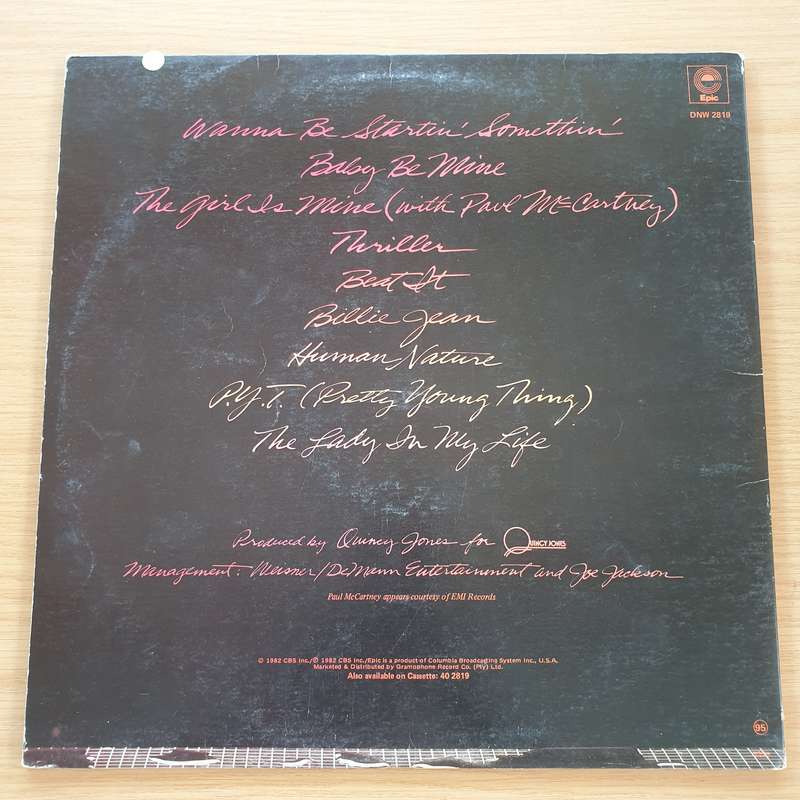 Epic
DNW 2819
Wanna Be Startin' Somethin'
Baby Be Mine
The Girl Is Mine (with Paul McCartney)
Thriller
Beat It
Billie Jean
Human Nature
P.Y.T. (Pretty Young Thing)
The Lady In My Life
Produced by Quincy Jones for QUINCY JONES
Management: Weisner/DeMann Entertainment and Joe Jackson
Paul McCartney appears courtesy of EMI Records
© 1982 CBS Inc./℗ 1982 CBS Inc./Epic is a product of Columbia Broadcasting System Inc., U.S.A.
Marketed & Distributed by Gramophone Record Co. (Pty) Ltd.
Also available on Cassette: 40 2819
95